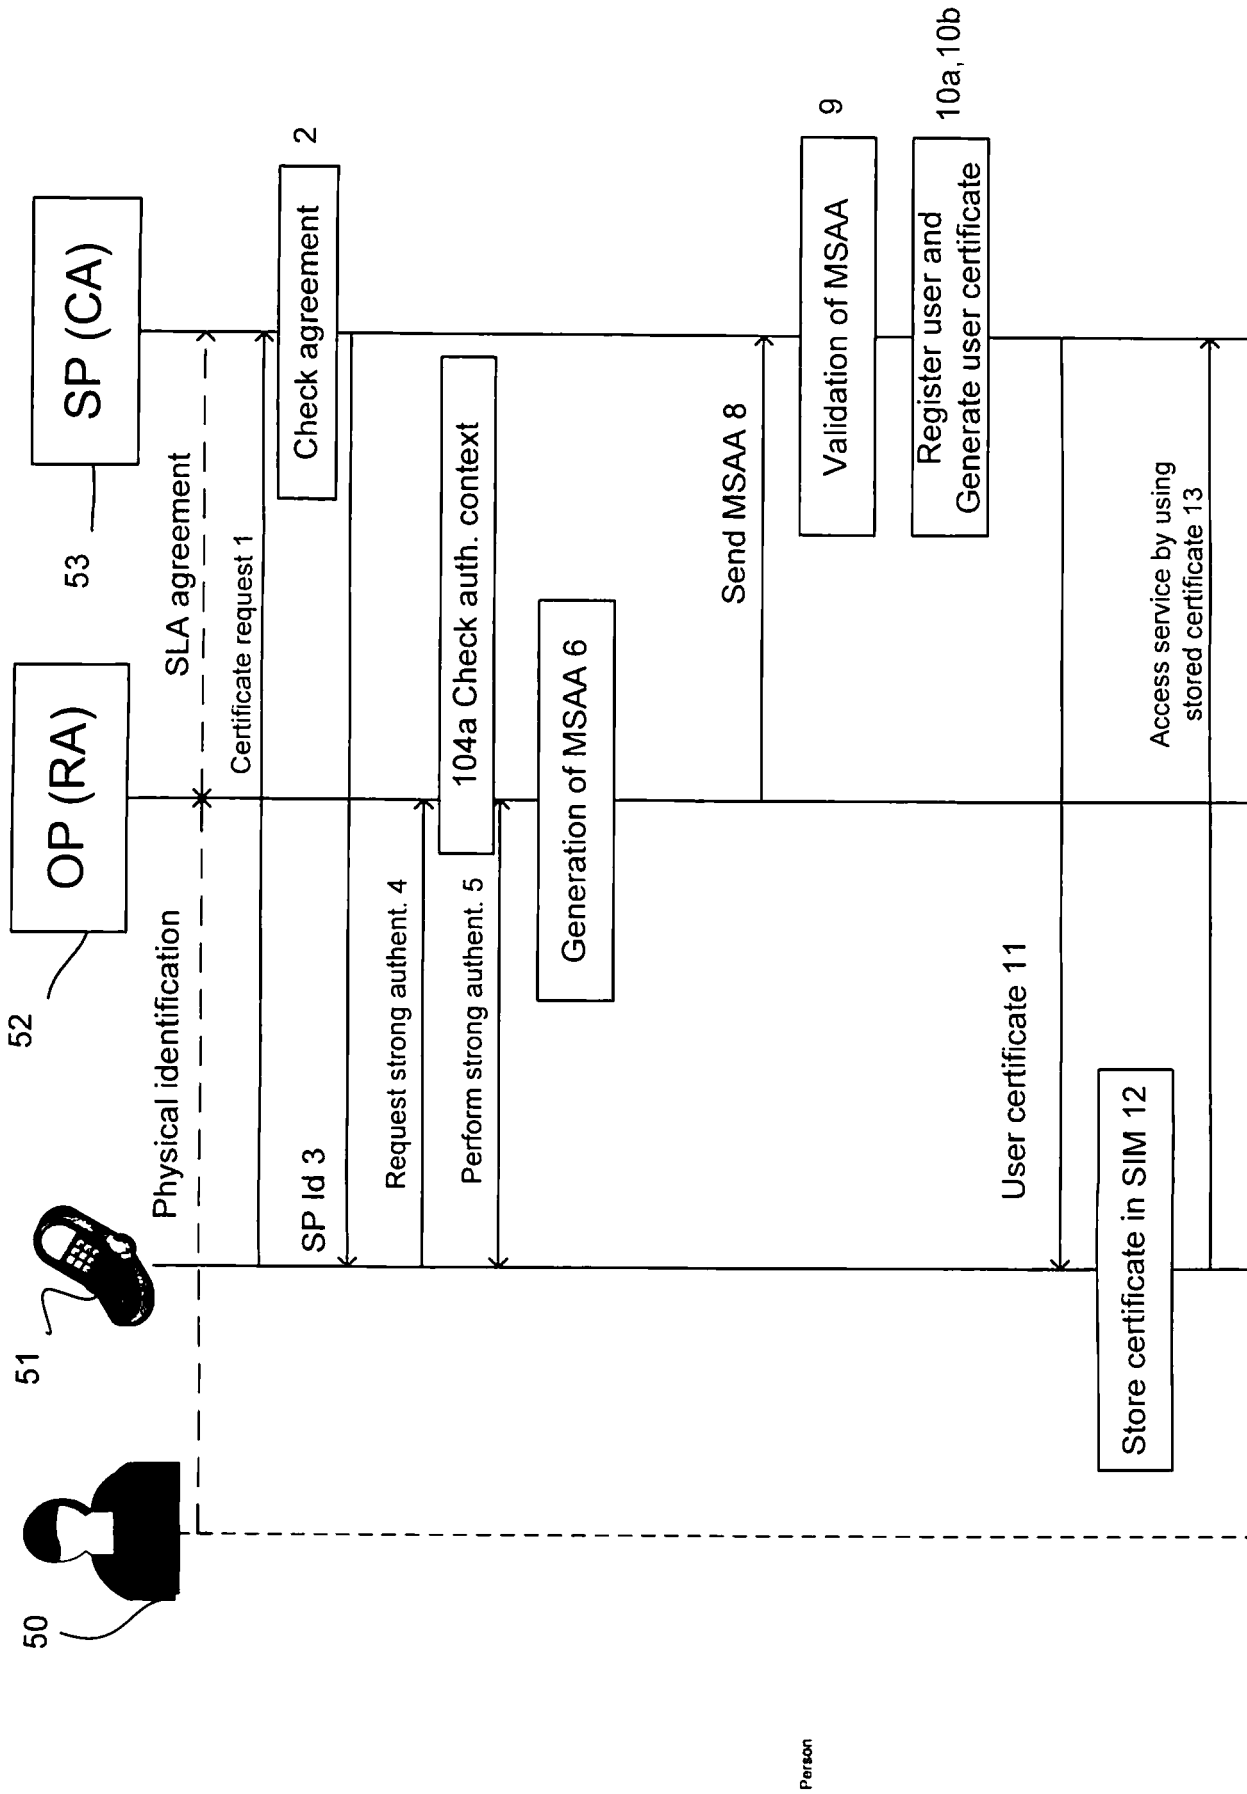 50
51
52
OP (RA)
53
SP (CA)
Physical identification
SLA agreement
Certificate request 1
Check agreement
2
SP Id 3
Request strong authent. 4
104a Check auth. context
Perform strong authent. 5
Generation of MSAA 6
Send MSAA 8
Validation of MSAA
9
Register user and
Generate user certificate
10a,10b
User certificate 11
Store certificate in SIM 12
Access service by using
stored certificate 13
Person